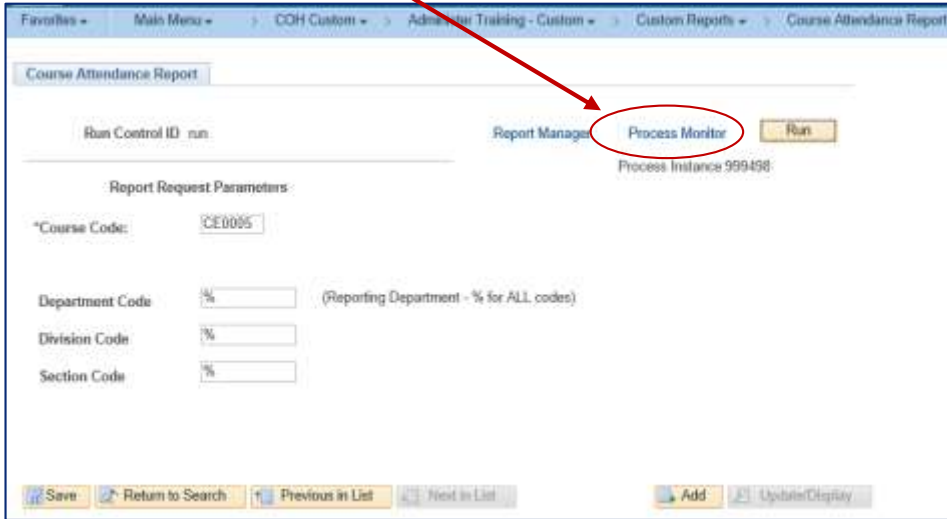 Favorites Main Menu > COH Custom > Administer Training - Custom > Custom Reports > Course Attendance Report
Course Attendance Report
Run Control ID run Report Manager Process Monitor Run
Process Instance 999498
Report Request Parameters
*Course Code: CE0005
Department Code % (Reporting Department - % for ALL codes)
Division Code %
Section Code %
Save Return to Search Previous in List Next in List Add Update/Display